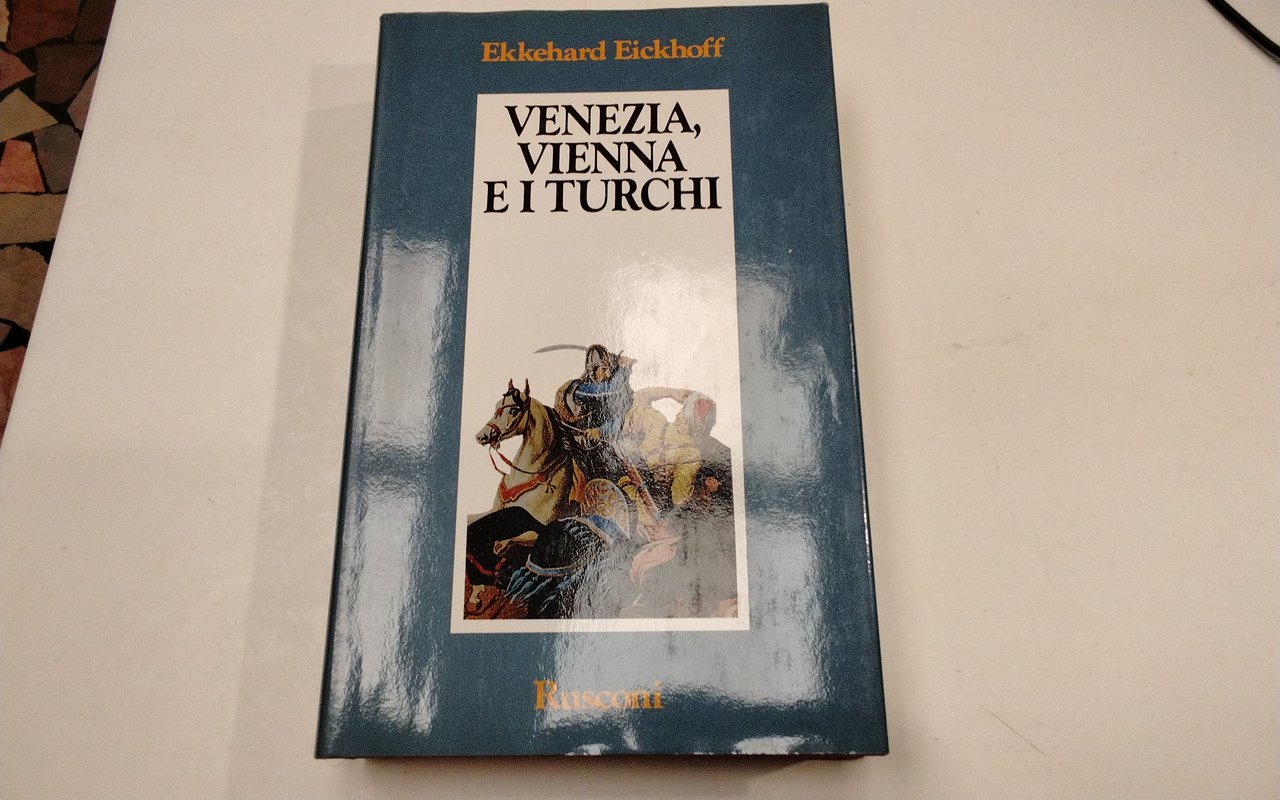 Ekkehard Eickhoff
VENEZIA,
VIENNA
E I TURCHI
Rusconi